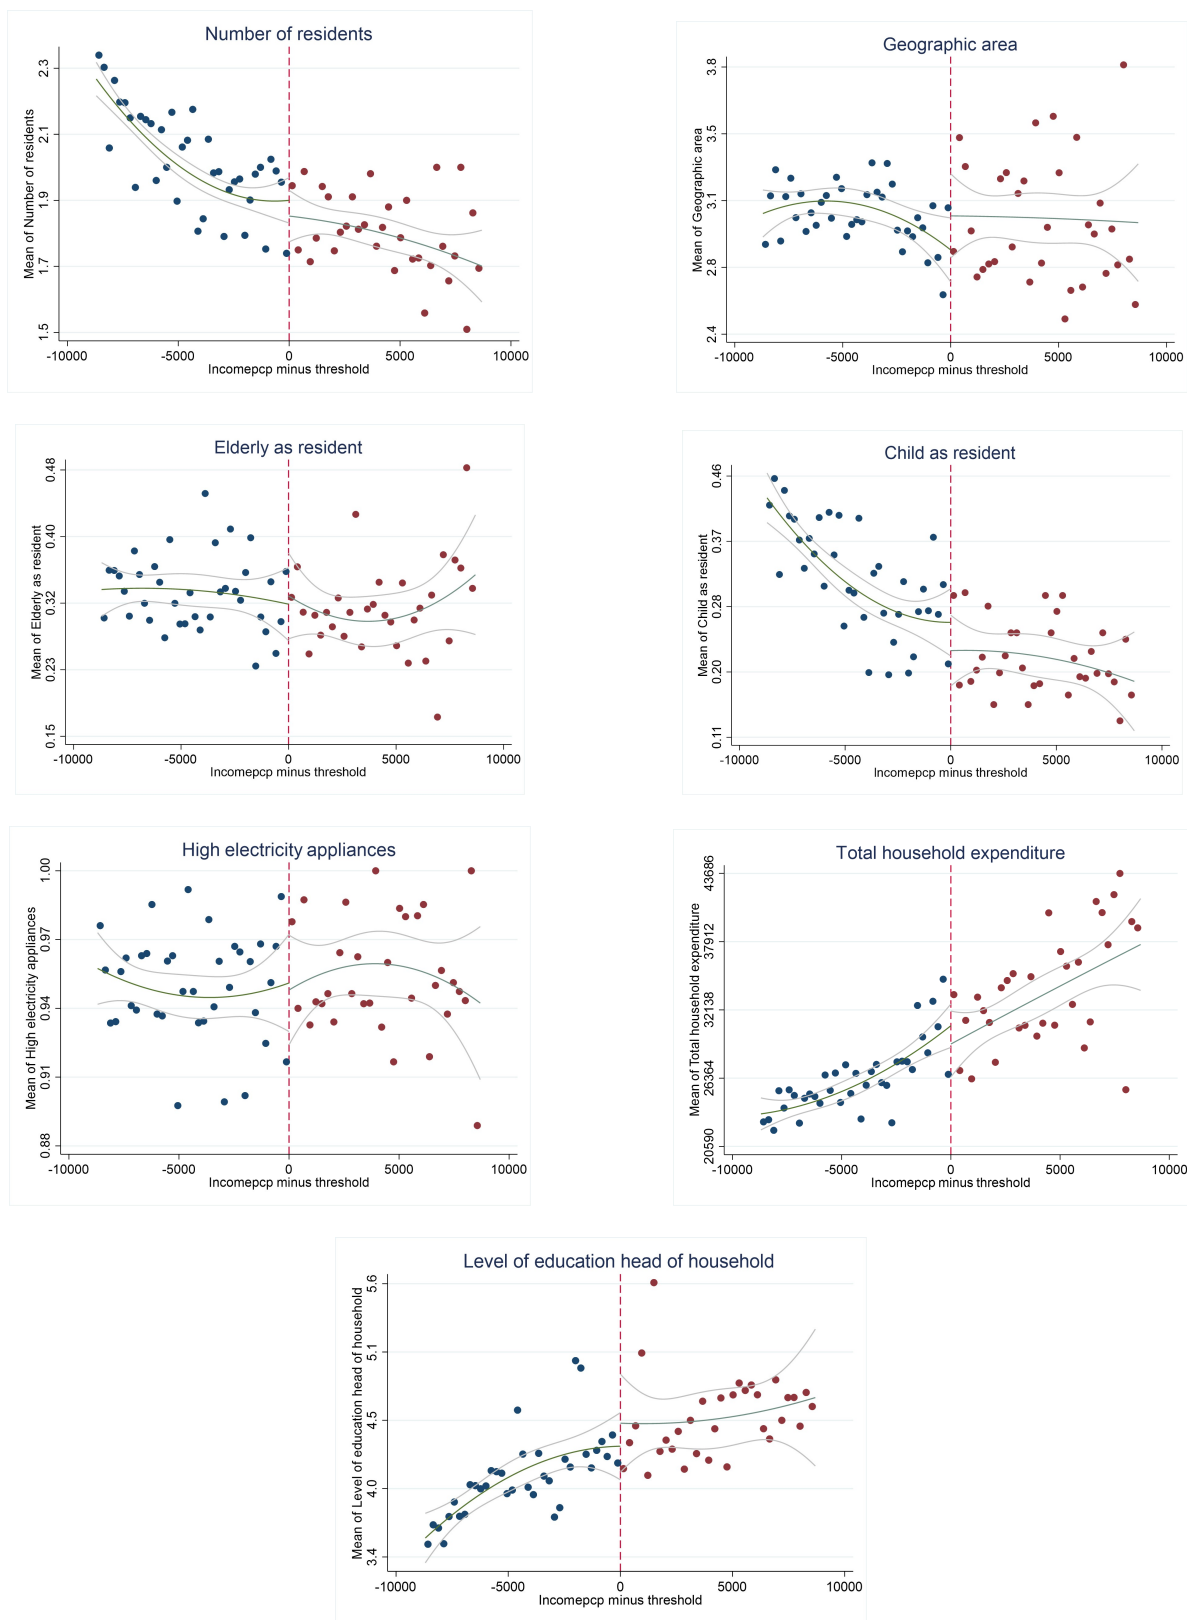 Number of residents
Mean of Number of residents
2.3
2.1
1.9
1.7
1.5
-10000 -5000 0 5000 10000
Incomepcp minus threshold
Geographic area
Mean of Geographic area
3.8
3.5
3.1
2.8
2.4
-10000 -5000 0 5000 10000
Incomepcp minus threshold
Elderly as resident
Mean of Elderly as resident
0.48
0.40
0.32
0.23
0.15
-10000 -5000 0 5000 10000
Incomepcp minus threshold
Child as resident
Mean of Child as resident
0.46
0.37
0.28
0.20
0.11
-10000 -5000 0 5000 10000
Incomepcp minus threshold
High electricity appliances
Mean of High electricity appliances
1.00
0.97
0.94
0.91
0.88
-10000 -5000 0 5000 10000
Incomepcp minus threshold
Total household expenditure
Mean of Total household expenditure
43686
37912
32138
26364
20590
-10000 -5000 0 5000 10000
Incomepcp minus threshold
Level of education head of household
Mean of Level of education head of household
5.6
5.1
4.5
4.0
3.4
-10000 -5000 0 5000 10000
Incomepcp minus threshold